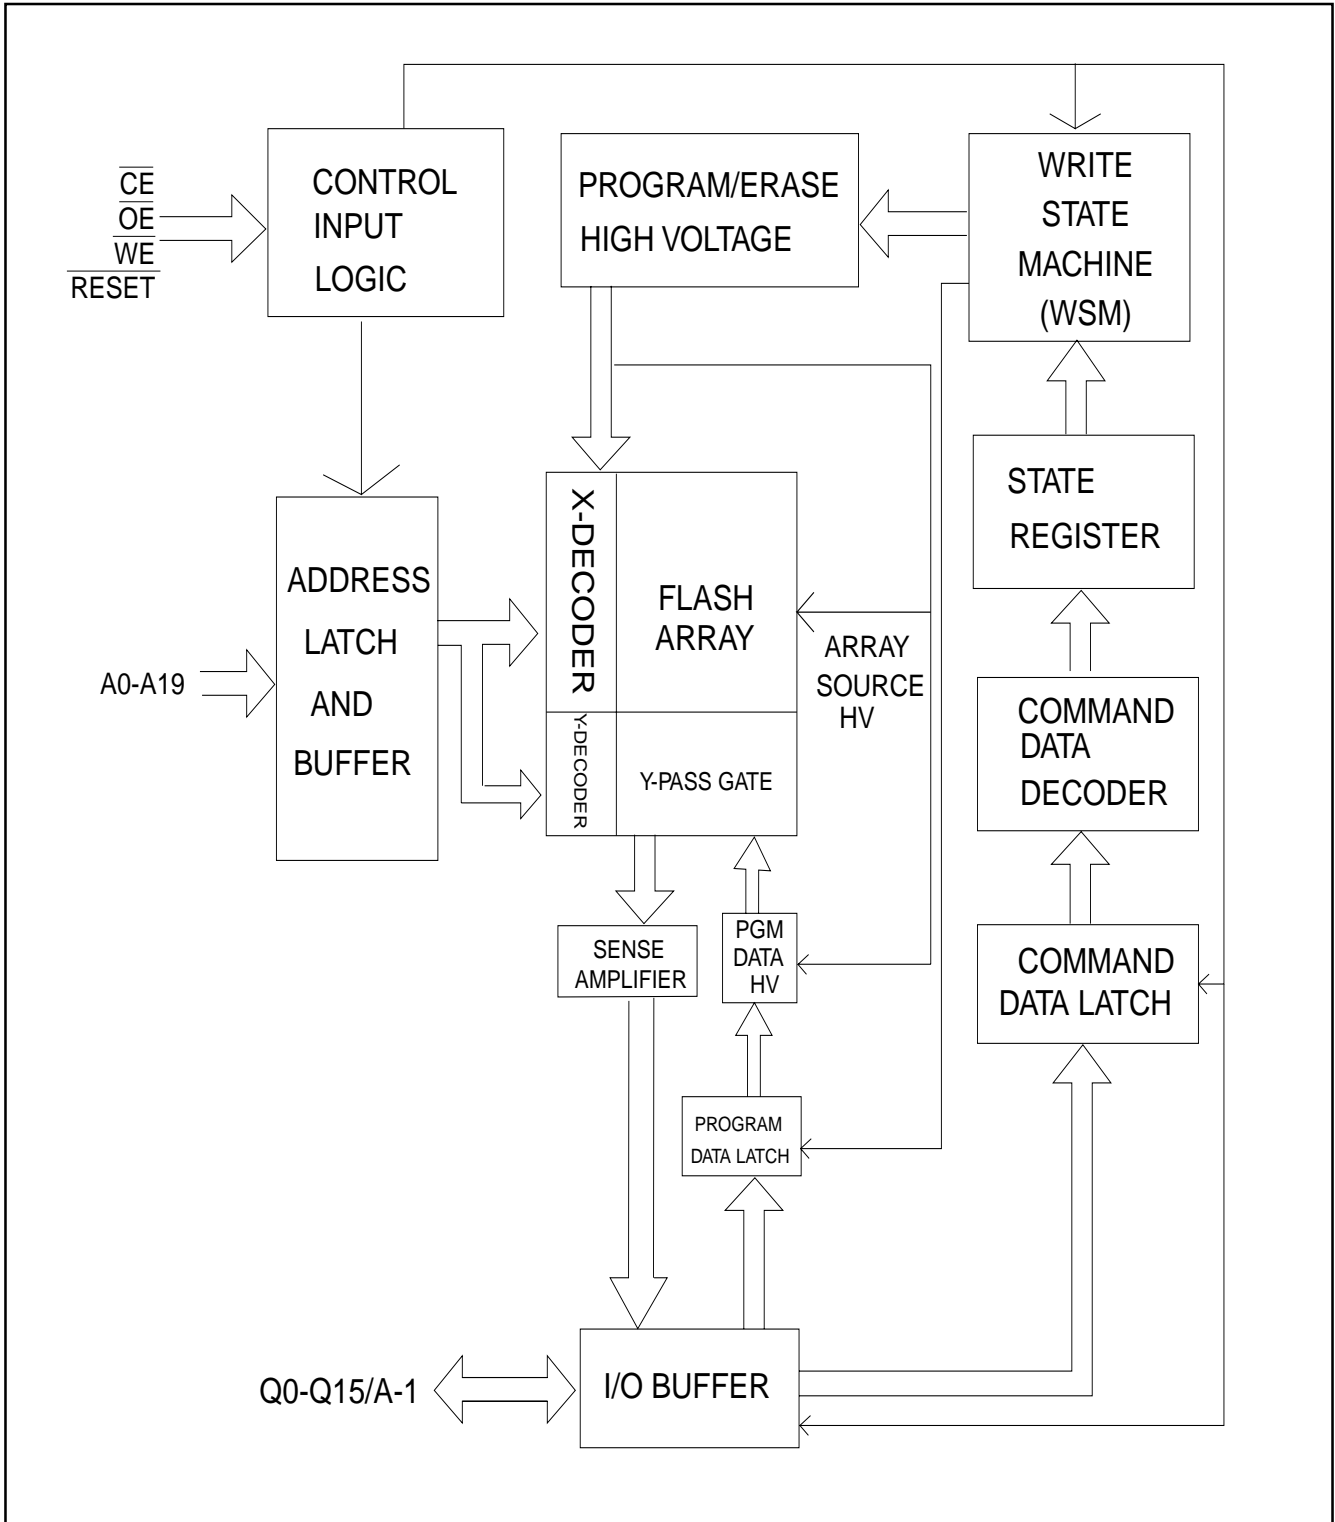 CE
OE
WE
RESET
CONTROL
INPUT
LOGIC
PROGRAM/ERASE
HIGH VOLTAGE
WRITE
STATE
MACHINE
(WSM)
STATE
REGISTER
ADDRESS
LATCH
AND
BUFFER
A0-A19
X-DECODER
FLASH
ARRAY
ARRAY
SOURCE
HV
Y-DECODER
Y-PASS GATE
COMMAND
DATA
DECODER
SENSE
AMPLIFIER
PGM
DATA
HV
COMMAND
DATA LATCH
PROGRAM
DATA LATCH
Q0-Q15/A-1
I/O BUFFER